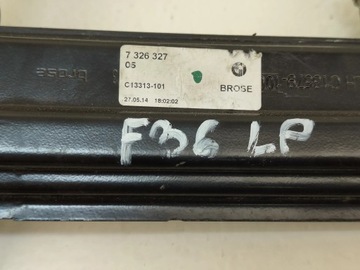 7 326 327
05
C13313-101
BROSE
27.05.14 18:02:02
F36 LP